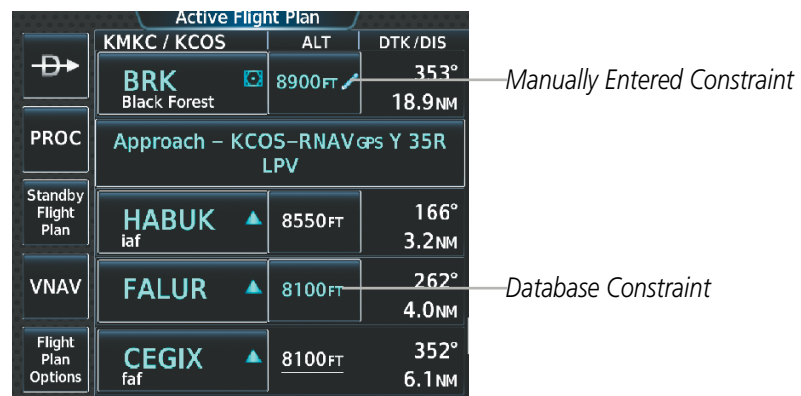 Active Flight Plan
KMKC / KCOS ALT DTK/DIS
BRK 8900FT 353° Manually Entered Constraint
Black Forest 18.9NM
PROC
Approach – KCOS–RNAV GPS Y 35R
LPV
Standby
Flight
Plan
HABUK 8550FT 166°
iaf 3.2NM
VNAV
FALUR 8100FT 262° Database Constraint
4.0NM
Flight
Plan
Options
CEGIX 8100FT 352°
faf 6.1NM